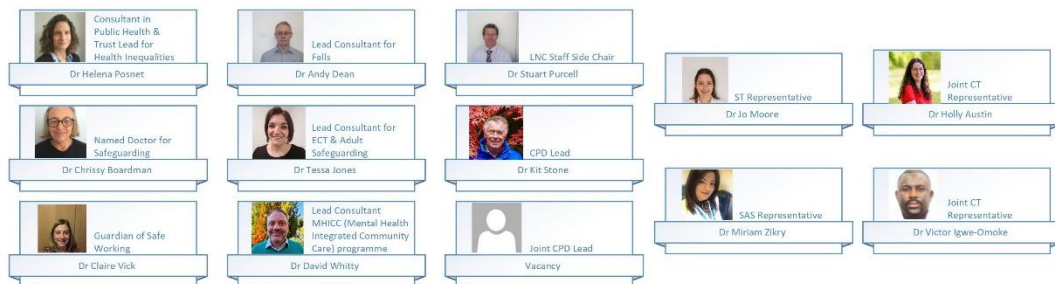 Consultant in
Public Health &
Trust Lead for
Health Inequalities
Dr Helena Posnet
Lead Consultant for
Falls
Dr Andy Dean
LNC Staff Side Chair
Dr Stuart Purcell
ST Representative
Dr Jo Moore
Joint CT
Representative
Dr Holly Austin
Named Doctor for
Safeguarding
Dr Chrissy Boardman
Lead Consultant for
ECT & Adult
Safeguarding
Dr Tessa Jones
CPD Lead
Dr Kit Stone
SAS Representative
Dr Miriam Zikry
Joint CT
Representative
Dr Victor Igwe-Omoke
Guardian of Safe
Working
Dr Claire Vick
Lead Consultant
MHICC (Mental Health
Integrated Community
Care) programme
Dr David Whitty
Joint CPD Lead
Vacancy